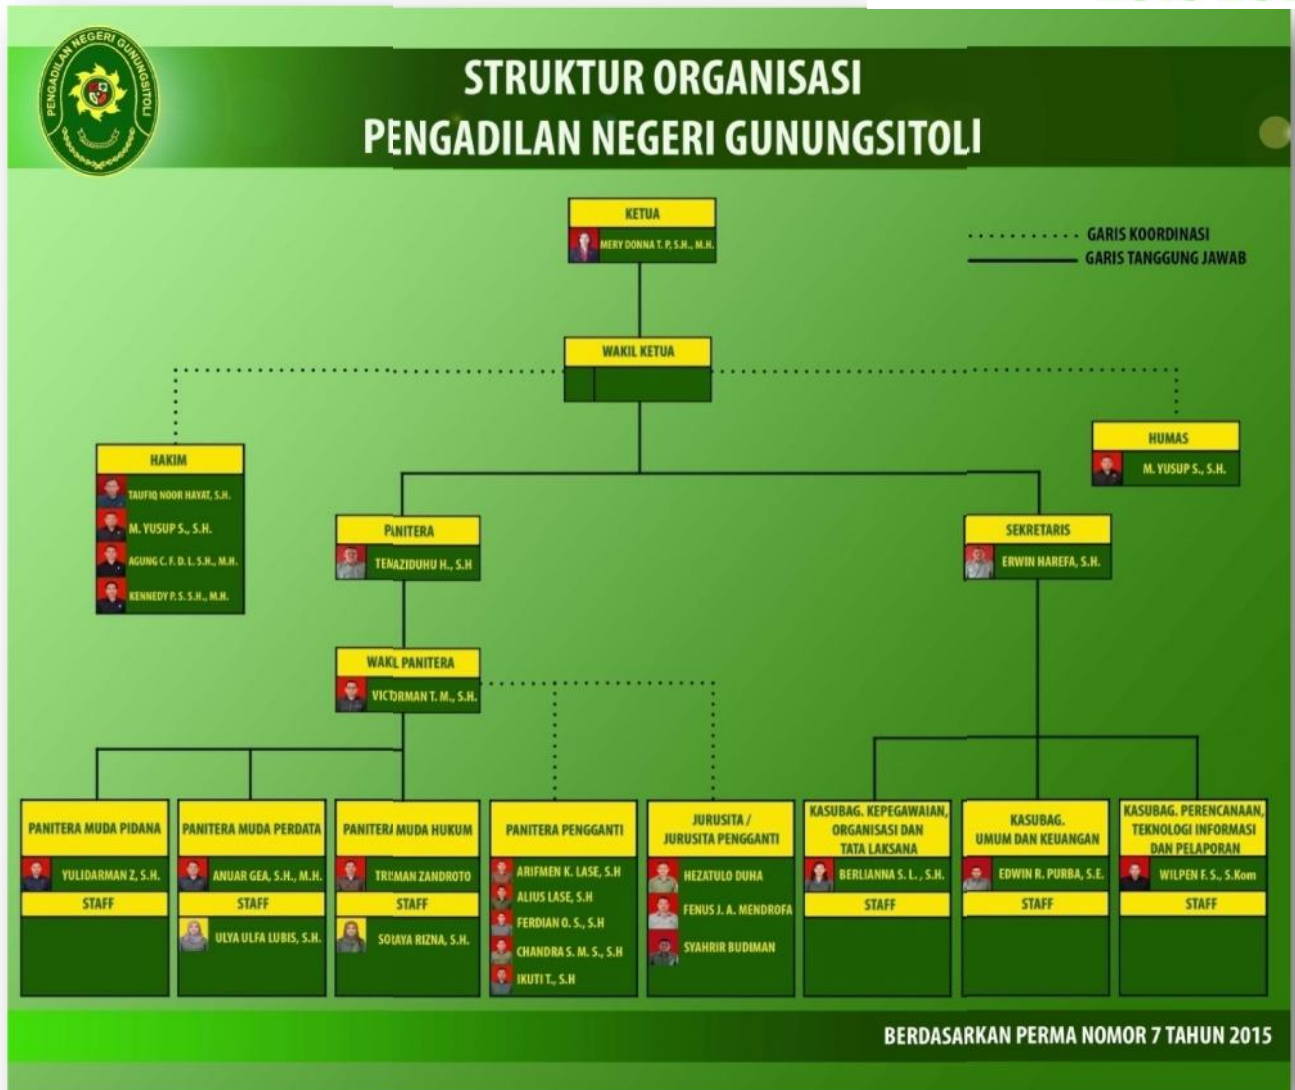 PENGADILAN NEGERI GUNUNGSITOLI
STRUKTUR ORGANISASI
PENGADILAN NEGERI GUNUNGSITOLI
KETUA
MERY DONNA T. P, S.H., M.H.
GARIS KOORDINASI
GARIS TANGGUNG JAWAB
WAKIL KETUA
HAKIM
TAUFIQ NOOR HAYAT, S.H.
M. YUSUP S., S.H.
AGUNG C. F. D. L. S.H., M.H.
KENNEDY P. S. S.H., M.H.
HUMAS
M. YUSUP S., S.H.
PANITERA
TENAZIDUHU H., S.H
SEKRETARIS
ERWIN HAREFA, S.H.
WAKIL PANITERA
VICTORMAN T. M., S.H.
PANITERA MUDA PIDANA
YULIDARMAN Z, S.H.
STAFF
PANITERA MUDA PERDATA
ANUAR GEA, S.H., M.H.
STAFF
ULYA ULFA LUBIS, S.H.
PANITERA MUDA HUKUM
TRISMAN ZANDROTO
STAFF
SORAYA RIZNA, S.H.
PANITERA PENGGANTI
ARIFMEN K. LASE, S.H
ALIUS LASE, S.H
FERDIAN O. S., S.H
CHANDRA S. M. S., S.H
IKUTI T., S.H
JURUSITA /
JURUSITA PENGGANTI
HEZATULO DUHA
FENUS J. A. MENDROFA
SYAHRIR BUDIMAN
KASUBAG. KEPEGAWAIAN,
ORGANISASI DAN
TATA LAKSANA
BERLIANNA S. L. , S.H.
STAFF
KASUBAG.
UMUM DAN KEUANGAN
EDWIN R. PURBA, S.E.
STAFF
KASUBAG. PERENCANAAN,
TEKNOLOGI INFORMASI
DAN PELAPORAN
WILPEN F. S., S.Kom
STAFF
BERDASARKAN PERMA NOMOR 7 TAHUN 2015